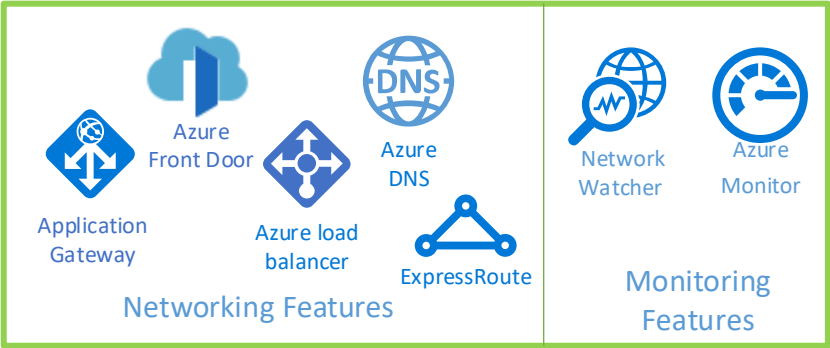 Azure
Front Door
DNS
Azure
DNS
Application
Gateway
Azure load
balancer
ExpressRoute
Networking Features
Network
Watcher
Azure
Monitor
Monitoring
Features